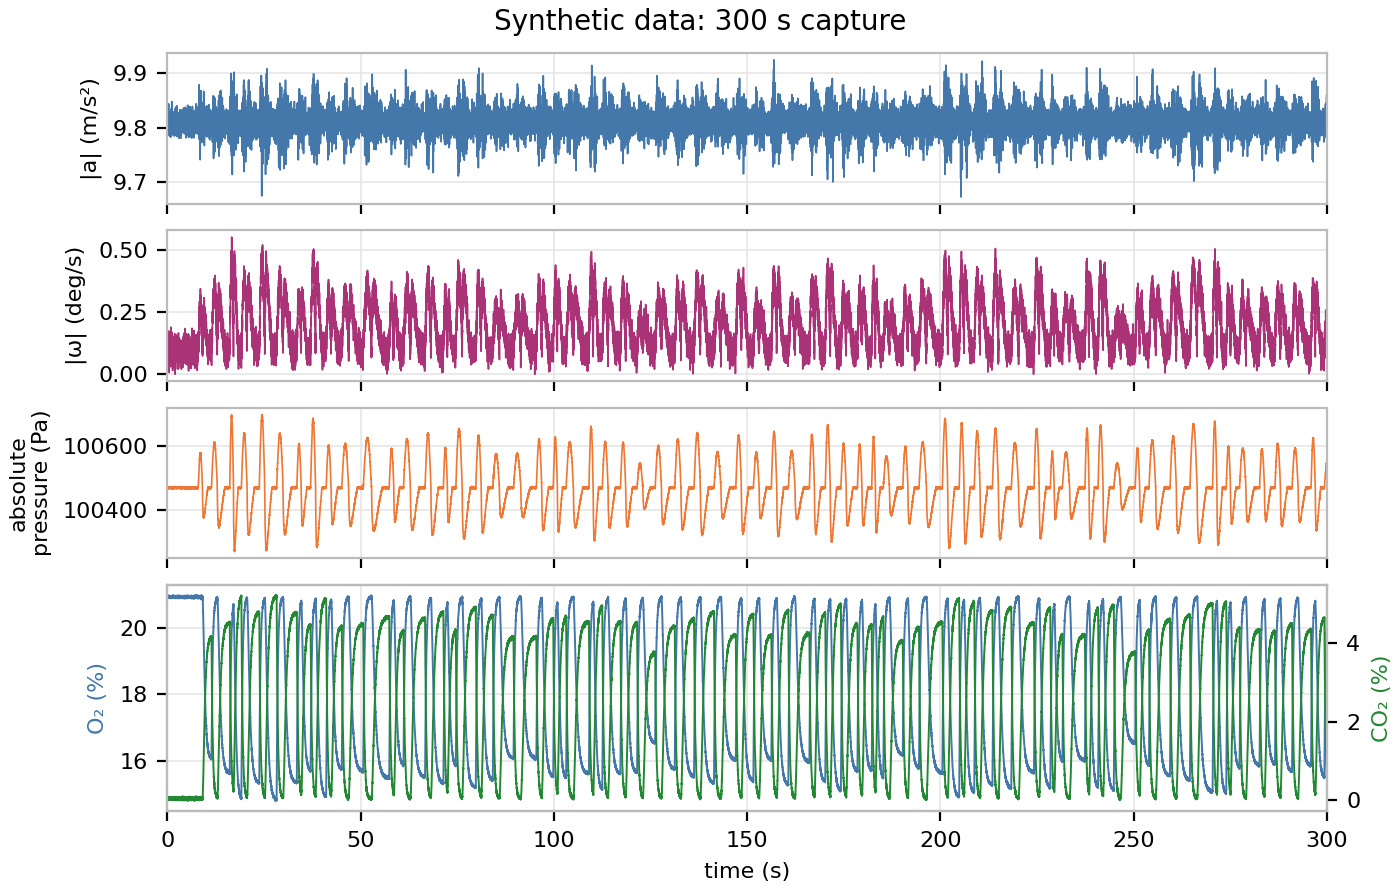 Synthetic data: 300 s capture
|a| (m/s²)
9.9
9.8
9.7
|ω| (deg/s)
0.50
0.25
0.00
absolute
pressure (Pa)
100600
100400
O₂ (%)
20
18
16
CO₂ (%)
4
2
0
0 50 100 150 200 250 300
time (s)